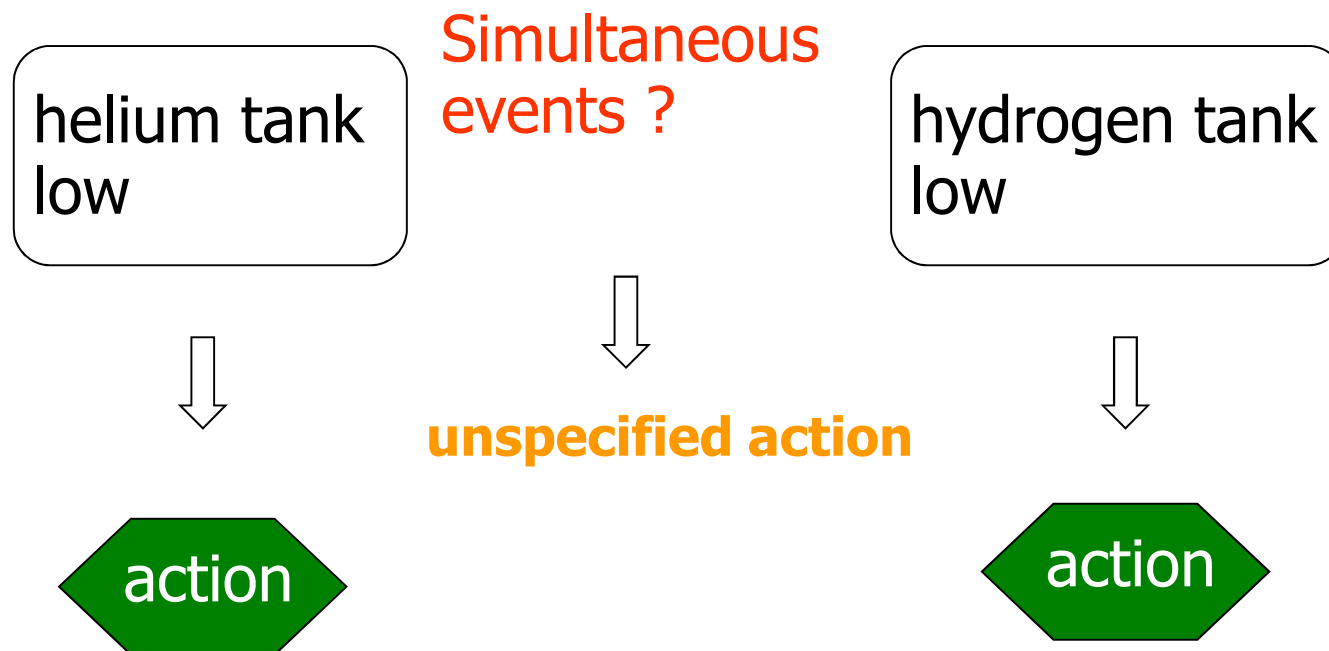 helium tank
low
Simultaneous
events ?
hydrogen tank
low
unspecified action
action
action